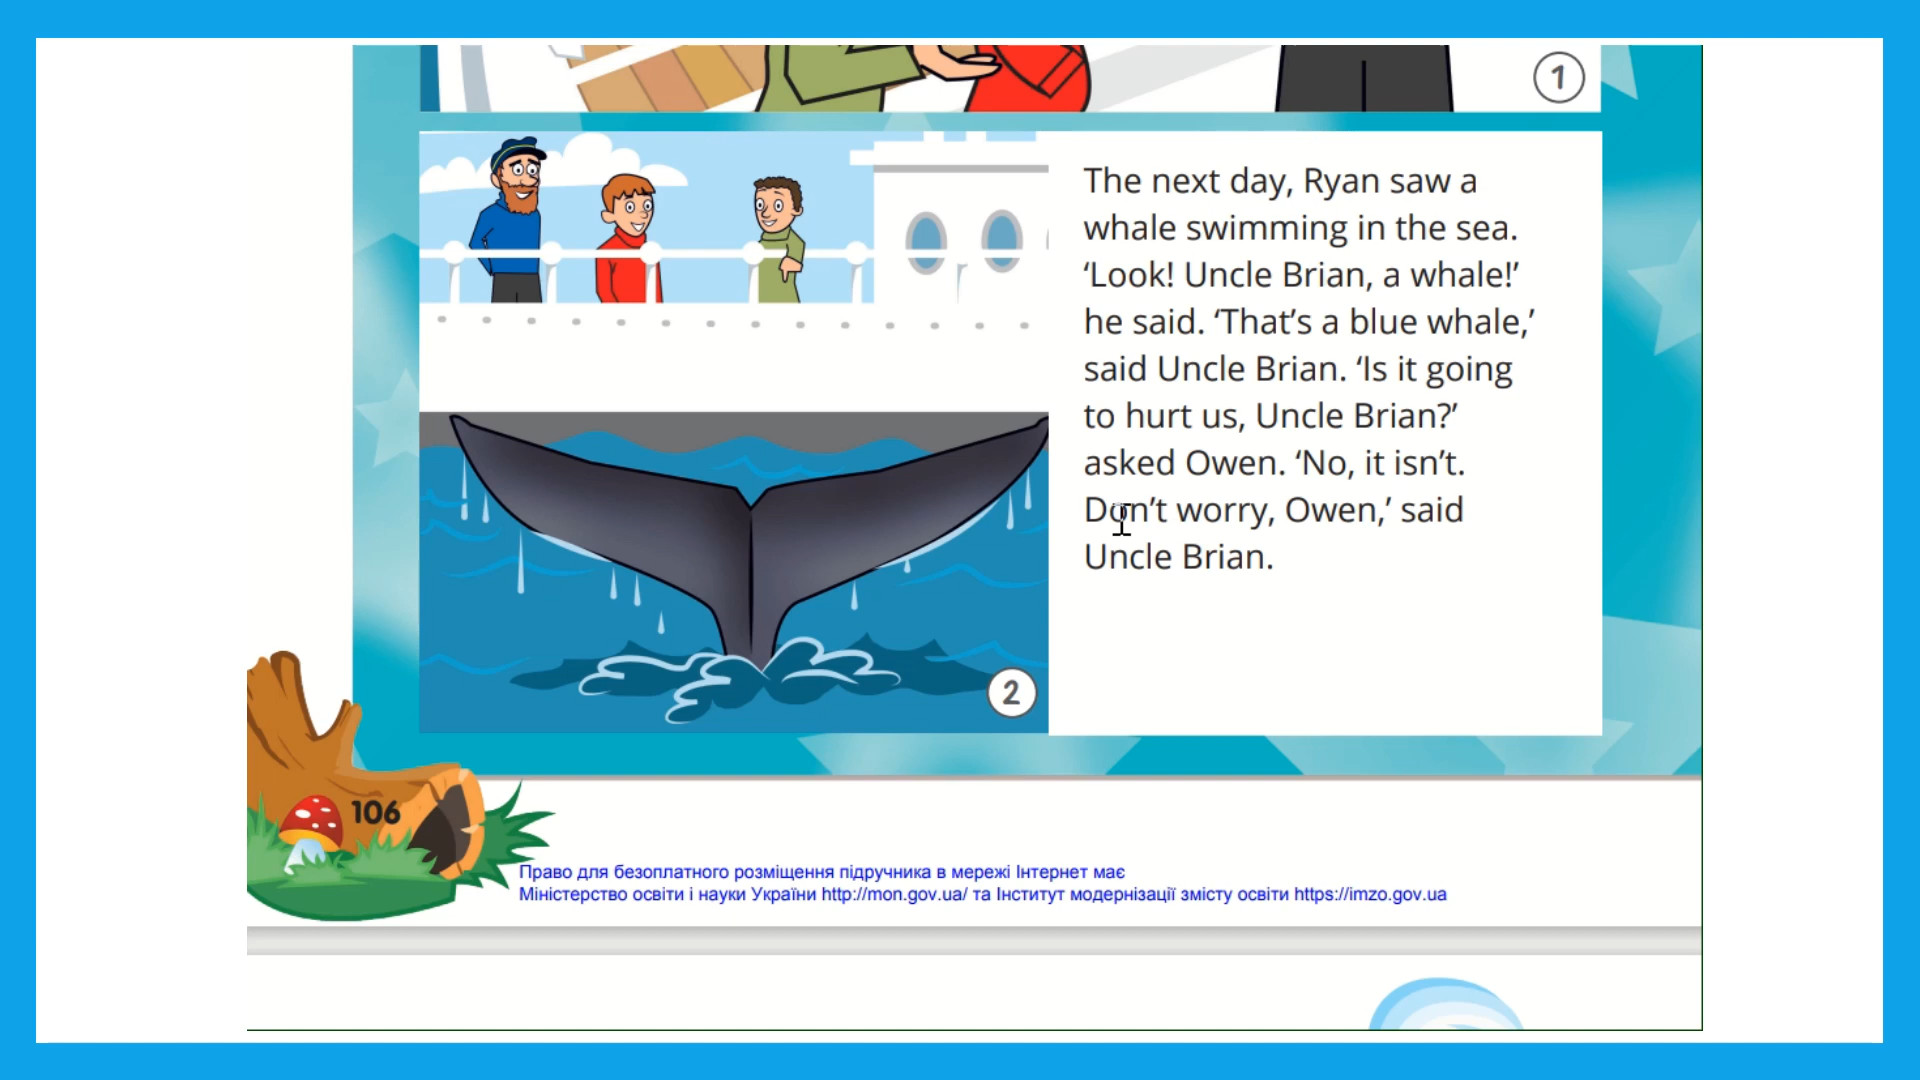 1
The next day, Ryan saw a
whale swimming in the sea.
‘Look! Uncle Brian, a whale!’
he said. ‘That’s a blue whale,’
said Uncle Brian. ‘Is it going
to hurt us, Uncle Brian?’
asked Owen. ‘No, it isn’t.
Don’t worry, Owen,’ said
Uncle Brian.
2
106
Право для безоплатного розміщення підручника в мережі Інтернет має
Міністерство освіти і науки України http://mon.gov.ua/ та Інститут модернізації змісту освіти https://imzo.gov.ua